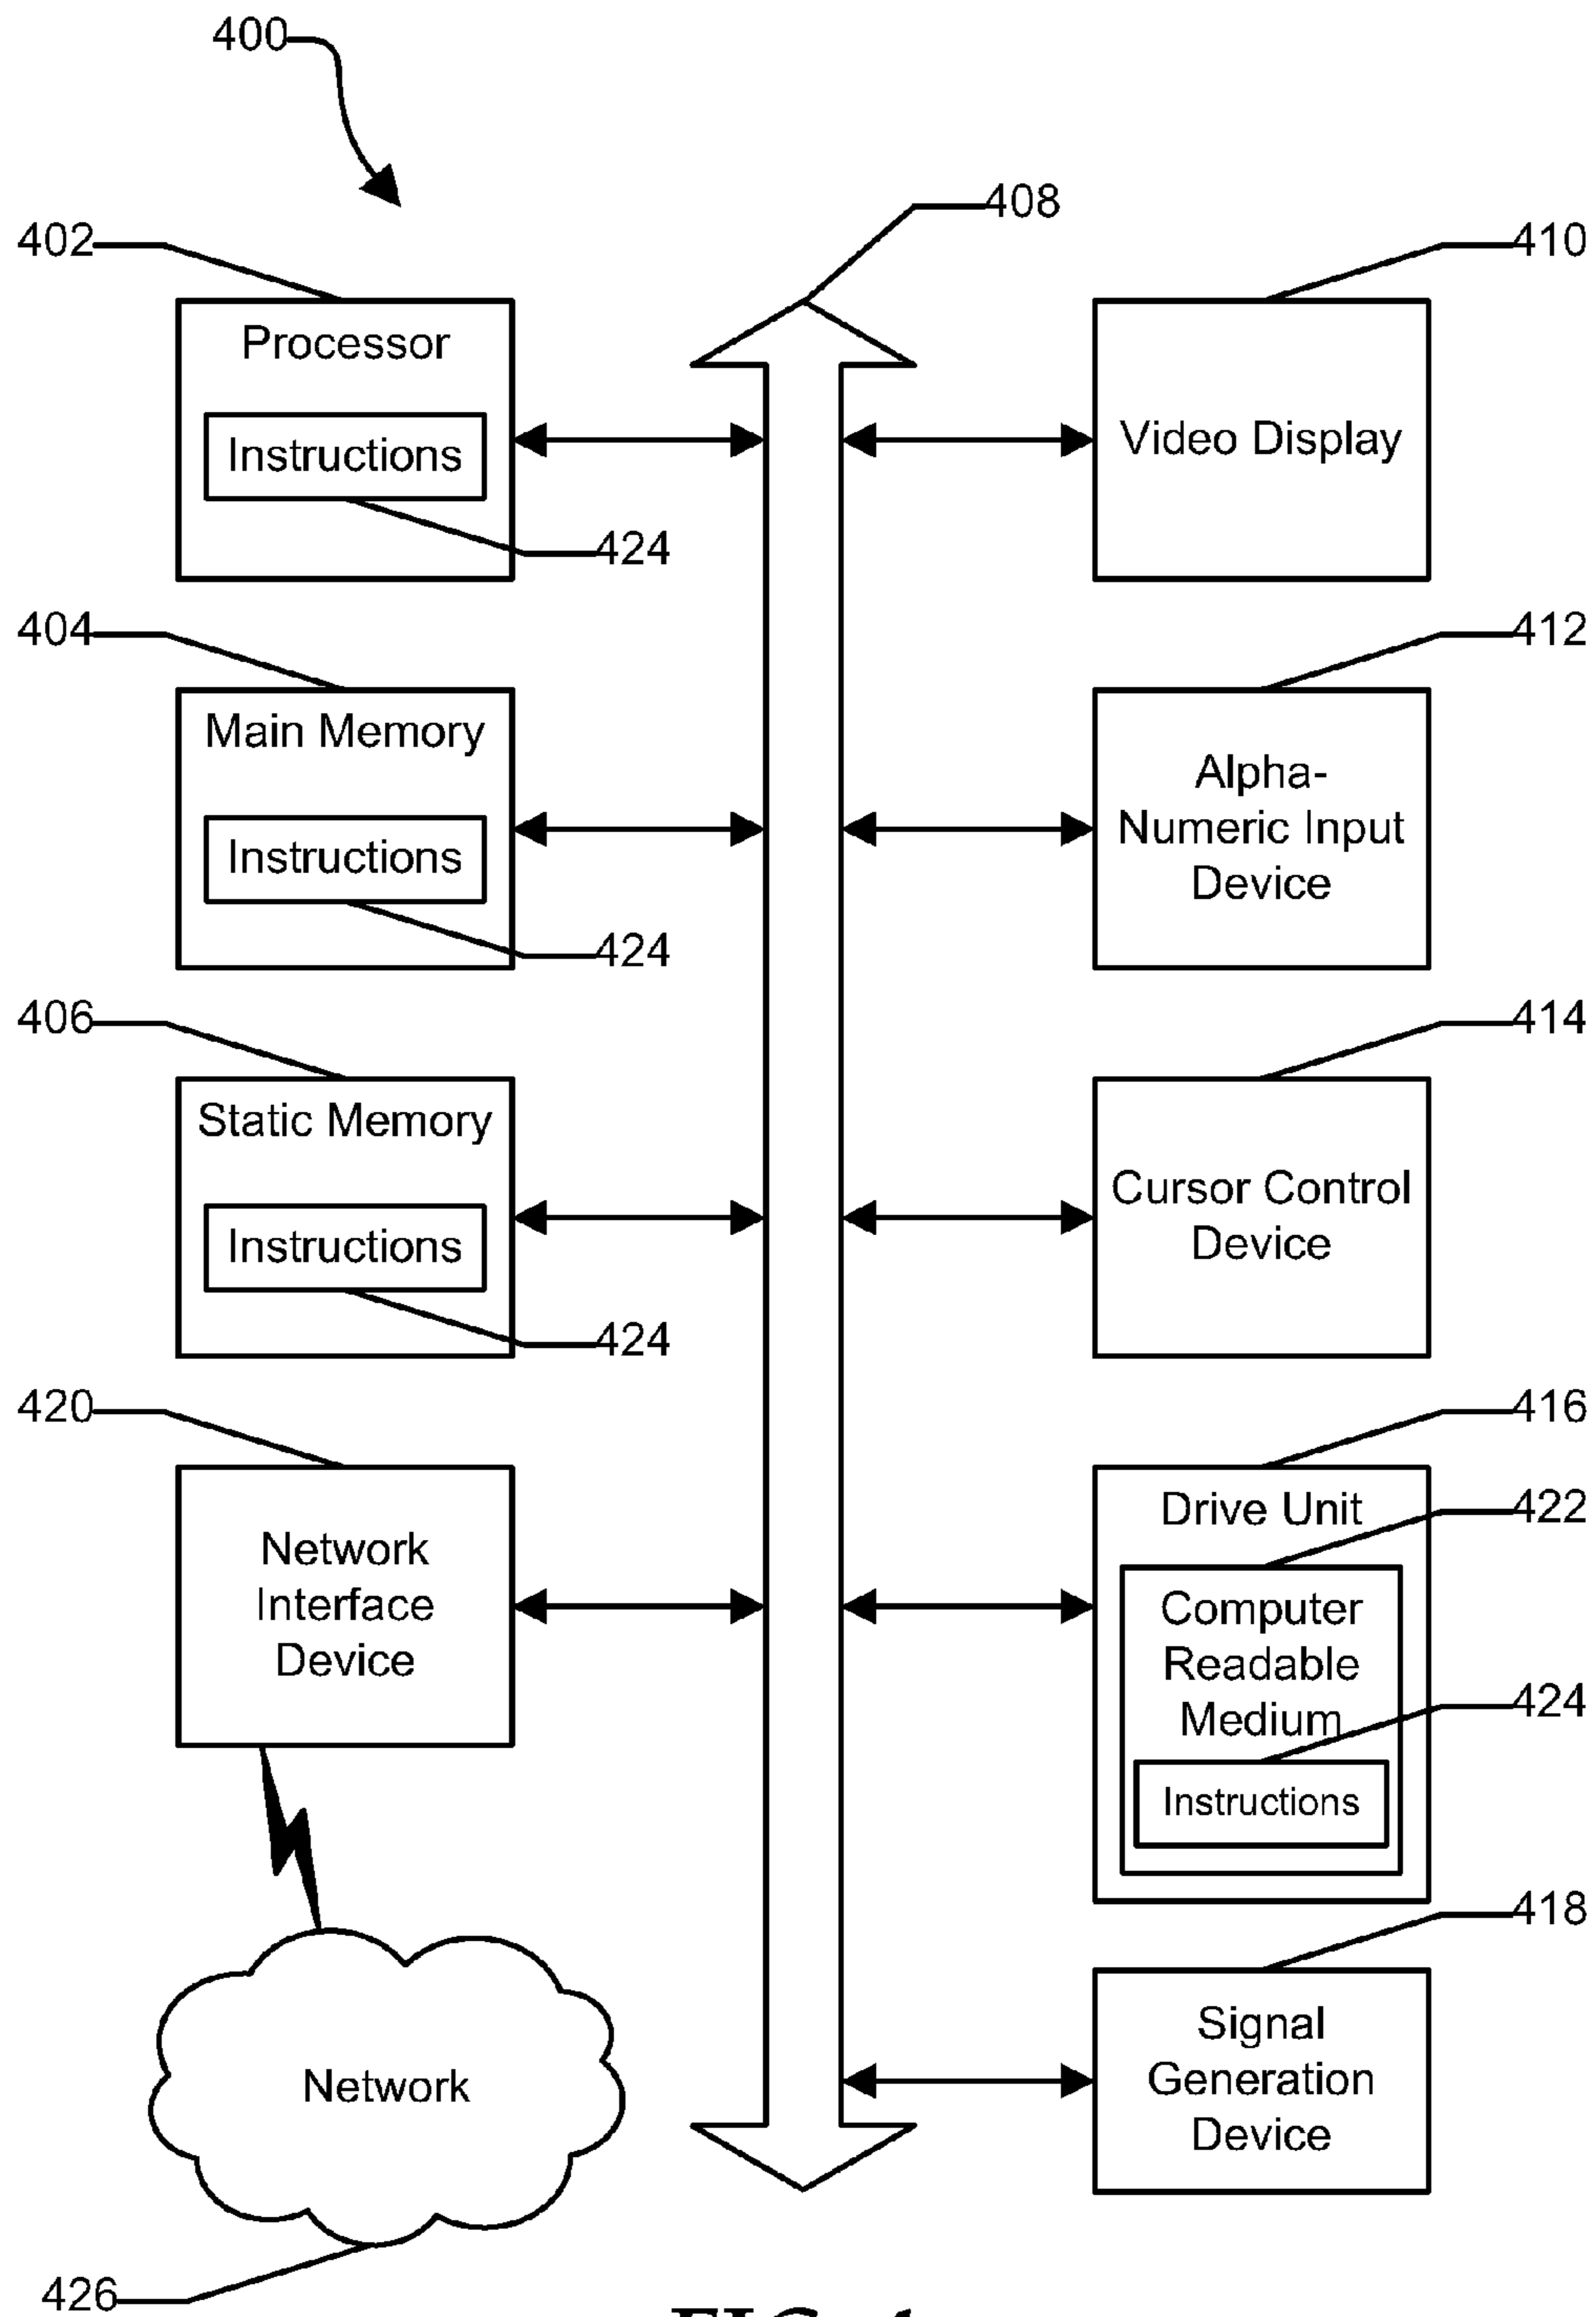 400
408
402
410
Processor
Instructions
424
Video Display
404
412
Main Memory
Instructions
424
Alpha-
Numeric Input
Device
406
414
Static Memory
Instructions
424
Cursor Control
Device
420
416
Network
Interface
Device
Drive Unit
422
Computer
Readable
Medium
424
Instructions
418
Signal
Generation
Device
Network
426